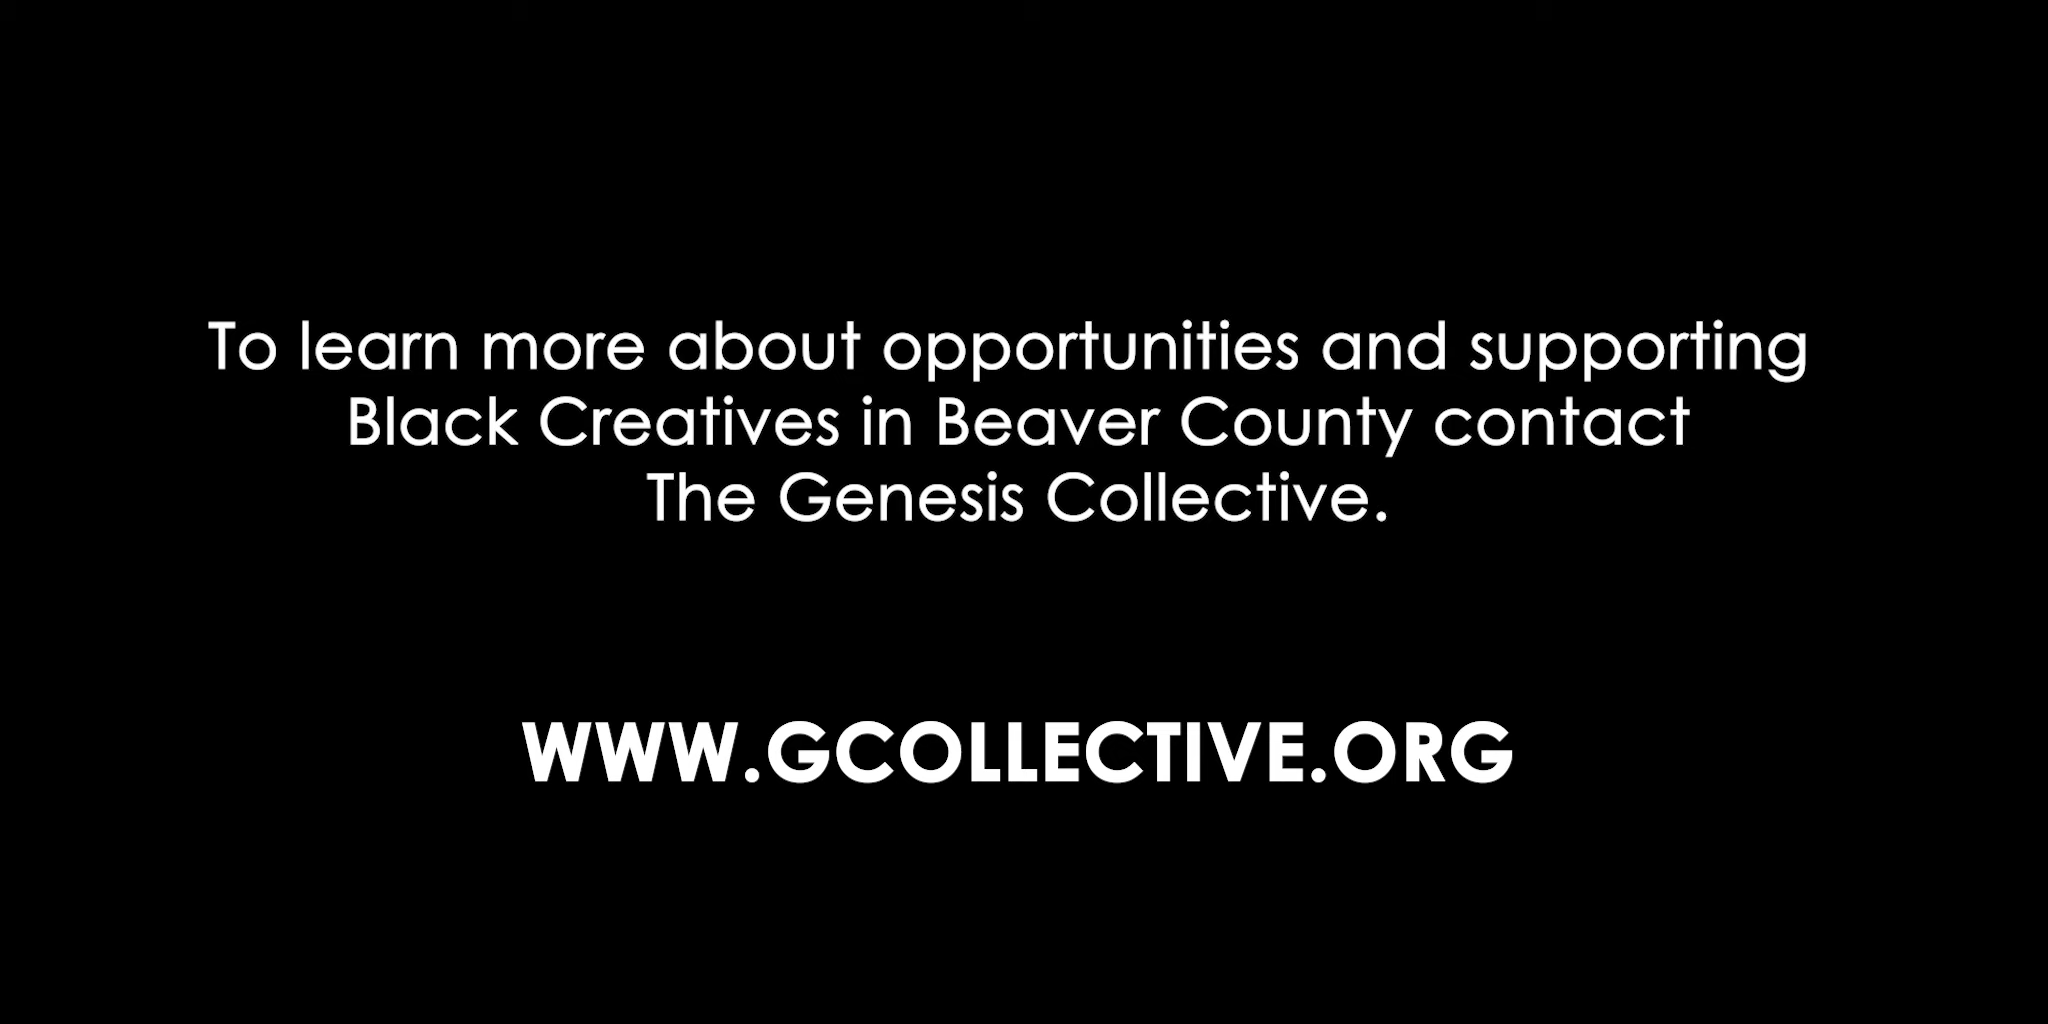 To learn more about opportunities and supporting
Black Creatives in Beaver County contact
The Genesis Collective.
WWW.GCOLLECTIVE.ORG